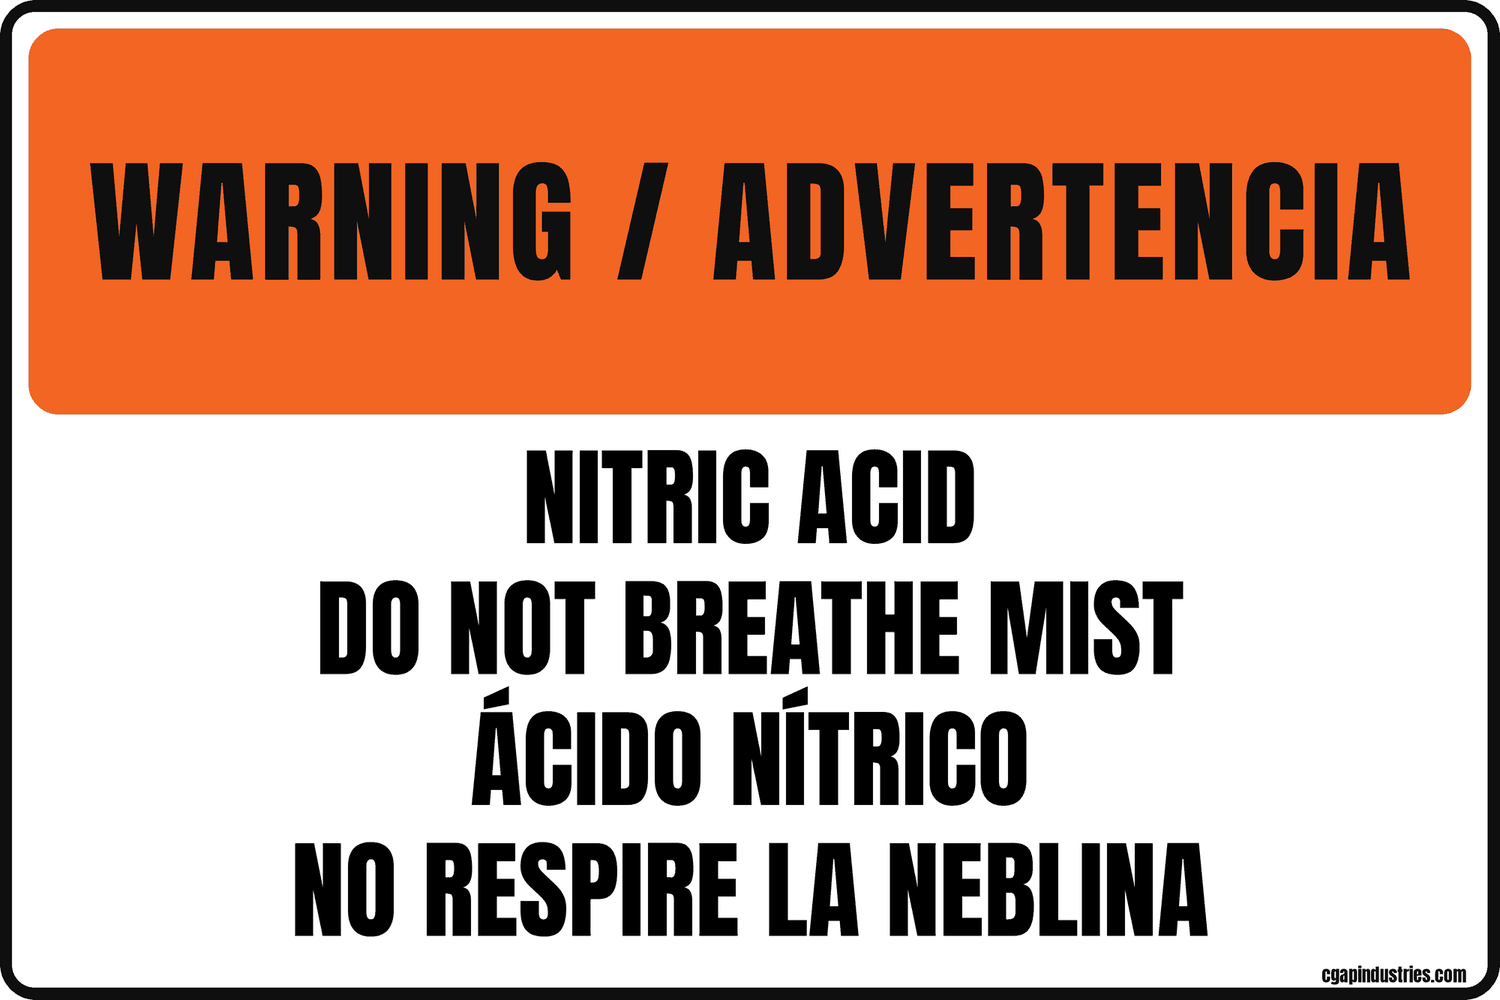 WARNING / ADVERTENCIA
NITRIC ACID
DO NOT BREATHE MIST
ÁCIDO NÍTRICO
NO RESPIRE LA NEBLINA
cgapindustries.com